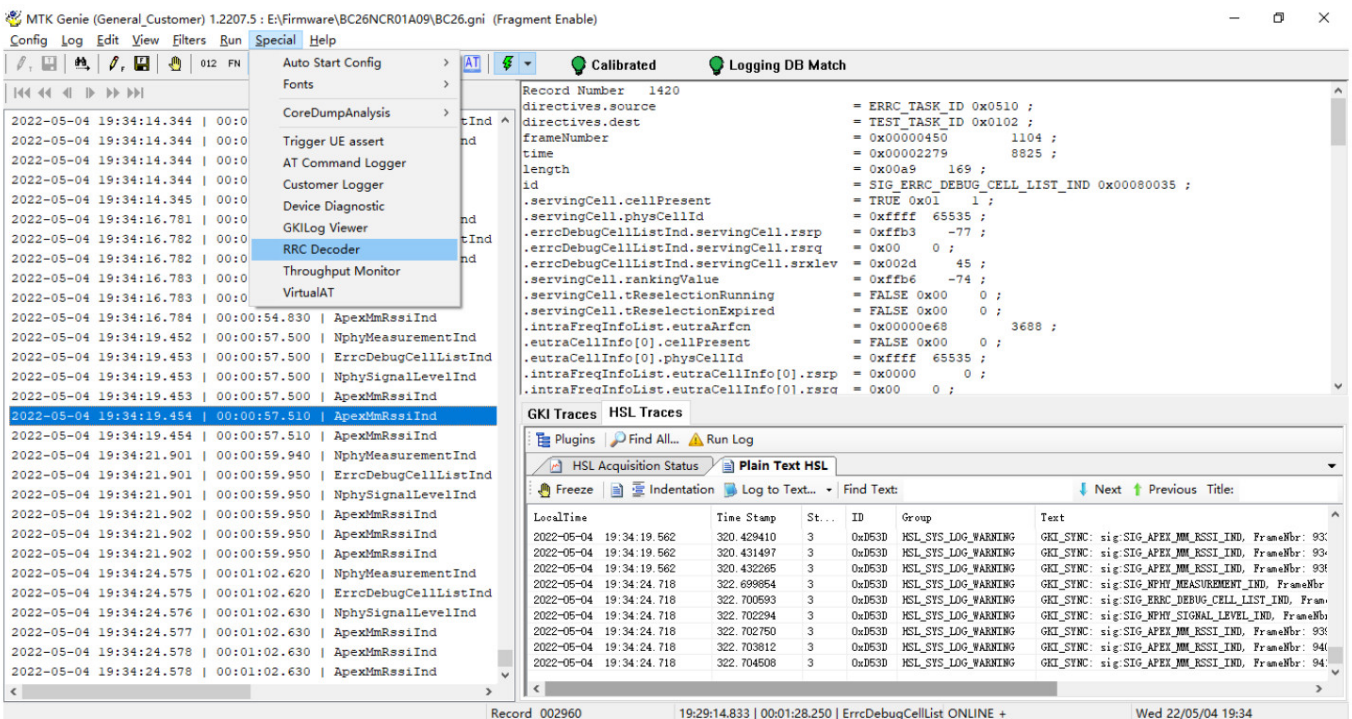 MTK Genie (General_Customer) 1.2207.5 : E:\Firmware\BC26NCR01A09\BC26.gni (Fragment Enable)
Config Log Edit View Filters Run Special Help
012 FN AT Calibrated Logging DB Match
Auto Start Config
Fonts
CoreDumpAnalysis
Trigger UE assert
AT Command Logger
Customer Logger
Device Diagnostic
GKILog Viewer
RRC Decoder
Throughput Monitor
VirtualAT
2022-05-04 19:34:14.344 | 00:0 tInd
2022-05-04 19:34:14.344 | 00:0 nd
2022-05-04 19:34:14.344 | 00:0
2022-05-04 19:34:14.344 | 00:0
2022-05-04 19:34:14.345 | 00:0
2022-05-04 19:34:16.781 | 00:0 nd
2022-05-04 19:34:16.782 | 00:0 tInd
2022-05-04 19:34:16.782 | 00:0 nd
2022-05-04 19:34:16.783 | 00:0
2022-05-04 19:34:16.783 | 00:0
2022-05-04 19:34:16.784 | 00:00:54.830 | ApexMmRssiInd
2022-05-04 19:34:19.452 | 00:00:57.500 | NphyMeasurementInd
2022-05-04 19:34:19.453 | 00:00:57.500 | ErrcDebugCellListInd
2022-05-04 19:34:19.453 | 00:00:57.500 | NphySignalLevelInd
2022-05-04 19:34:19.453 | 00:00:57.500 | ApexMmRssiInd
2022-05-04 19:34:19.454 | 00:00:57.510 | ApexMmRssiInd
2022-05-04 19:34:19.454 | 00:00:57.510 | ApexMmRssiInd
2022-05-04 19:34:21.901 | 00:00:59.940 | NphyMeasurementInd
2022-05-04 19:34:21.901 | 00:00:59.950 | ErrcDebugCellListInd
2022-05-04 19:34:21.901 | 00:00:59.950 | NphySignalLevelInd
2022-05-04 19:34:21.902 | 00:00:59.950 | ApexMmRssiInd
2022-05-04 19:34:21.902 | 00:00:59.950 | ApexMmRssiInd
2022-05-04 19:34:21.902 | 00:00:59.950 | ApexMmRssiInd
2022-05-04 19:34:24.575 | 00:01:02.620 | NphyMeasurementInd
2022-05-04 19:34:24.575 | 00:01:02.620 | ErrcDebugCellListInd
2022-05-04 19:34:24.576 | 00:01:02.630 | NphySignalLevelInd
2022-05-04 19:34:24.577 | 00:01:02.630 | ApexMmRssiInd
2022-05-04 19:34:24.578 | 00:01:02.630 | ApexMmRssiInd
2022-05-04 19:34:24.578 | 00:01:02.630 | ApexMmRssiInd
Record Number 1420
directives.source = ERRC_TASK_ID 0x0510 ;
directives.dest = TEST_TASK_ID 0x0102 ;
frameNumber = 0x00000450 1104 ;
time = 0x00002279 8825 ;
length = 0x00a9 169 ;
id = SIG_ERRC_DEBUG_CELL_LIST_IND 0x00080035 ;
.servingCell.cellPresent = TRUE 0x01 1 ;
.servingCell.physCellId = 0xffff 65535 ;
.errcDebugCellListInd.servingCell.rsrp = 0xffb3 -77 ;
.errcDebugCellListInd.servingCell.rsrq = 0x00 0 ;
.errcDebugCellListInd.servingCell.srxlev = 0x002d 45 ;
.servingCell.rankingValue = 0xffb6 -74 ;
.servingCell.tReselectionRunning = FALSE 0x00 0 ;
.servingCell.tReselectionExpired = FALSE 0x00 0 ;
.intraFreqInfoList.eutraArfcn = 0x00000e68 3688 ;
.eutraCellInfo[0].cellPresent = FALSE 0x00 0 ;
.eutraCellInfo[0].physCellId = 0xffff 65535 ;
.intraFreqInfoList.eutraCellInfo[0].rsrp = 0x0000 0 ;
.intraFreqInfoList.eutraCellInfo[0].rsrq = 0x00 0 ;
GKI Traces HSL Traces
Plugins Find All... Run Log
HSL Acquisition Status Plain Text HSL
Freeze Indentation Log to Text... Find Text: Next Previous Title:
LocalTime Time Stamp St... ID Group Text
2022-05-04 19:34:19.562 320.429410 3 0xD53D HSL_SYS_LOG_WARNING GKI_SYNC: sig:SIG_APEX_MM_RSSI_IND, FrameNbr: 93
2022-05-04 19:34:19.562 320.431497 3 0xD53D HSL_SYS_LOG_WARNING GKI_SYNC: sig:SIG_APEX_MM_RSSI_IND, FrameNbr: 934
2022-05-04 19:34:19.562 320.432265 3 0xD53D HSL_SYS_LOG_WARNING GKI_SYNC: sig:SIG_APEX_MM_RSSI_IND, FrameNbr: 935
2022-05-04 19:34:24.718 322.699854 3 0xD53D HSL_SYS_LOG_WARNING GKI_SYNC: sig:SIG_NPHY_MEASUREMENT_IND, FrameNbr
2022-05-04 19:34:24.718 322.700593 3 0xD53D HSL_SYS_LOG_WARNING GKI_SYNC: sig:SIG_ERRC_DEBUG_CELL_LIST_IND, Fram
2022-05-04 19:34:24.718 322.702294 3 0xD53D HSL_SYS_LOG_WARNING GKI_SYNC: sig:SIG_NPHY_SIGNAL_LEVEL_IND, FrameNb
2022-05-04 19:34:24.718 322.702750 3 0xD53D HSL_SYS_LOG_WARNING GKI_SYNC: sig:SIG_APEX_MM_RSSI_IND, FrameNbr: 939
2022-05-04 19:34:24.718 322.703812 3 0xD53D HSL_SYS_LOG_WARNING GKI_SYNC: sig:SIG_APEX_MM_RSSI_IND, FrameNbr: 940
2022-05-04 19:34:24.718 322.704508 3 0xD53D HSL_SYS_LOG_WARNING GKI_SYNC: sig:SIG_APEX_MM_RSSI_IND, FrameNbr: 941
Record 002960 19:29:14.833 | 00:01:28.250 | ErrcDebugCellList ONLINE + Wed 22/05/04 19:34